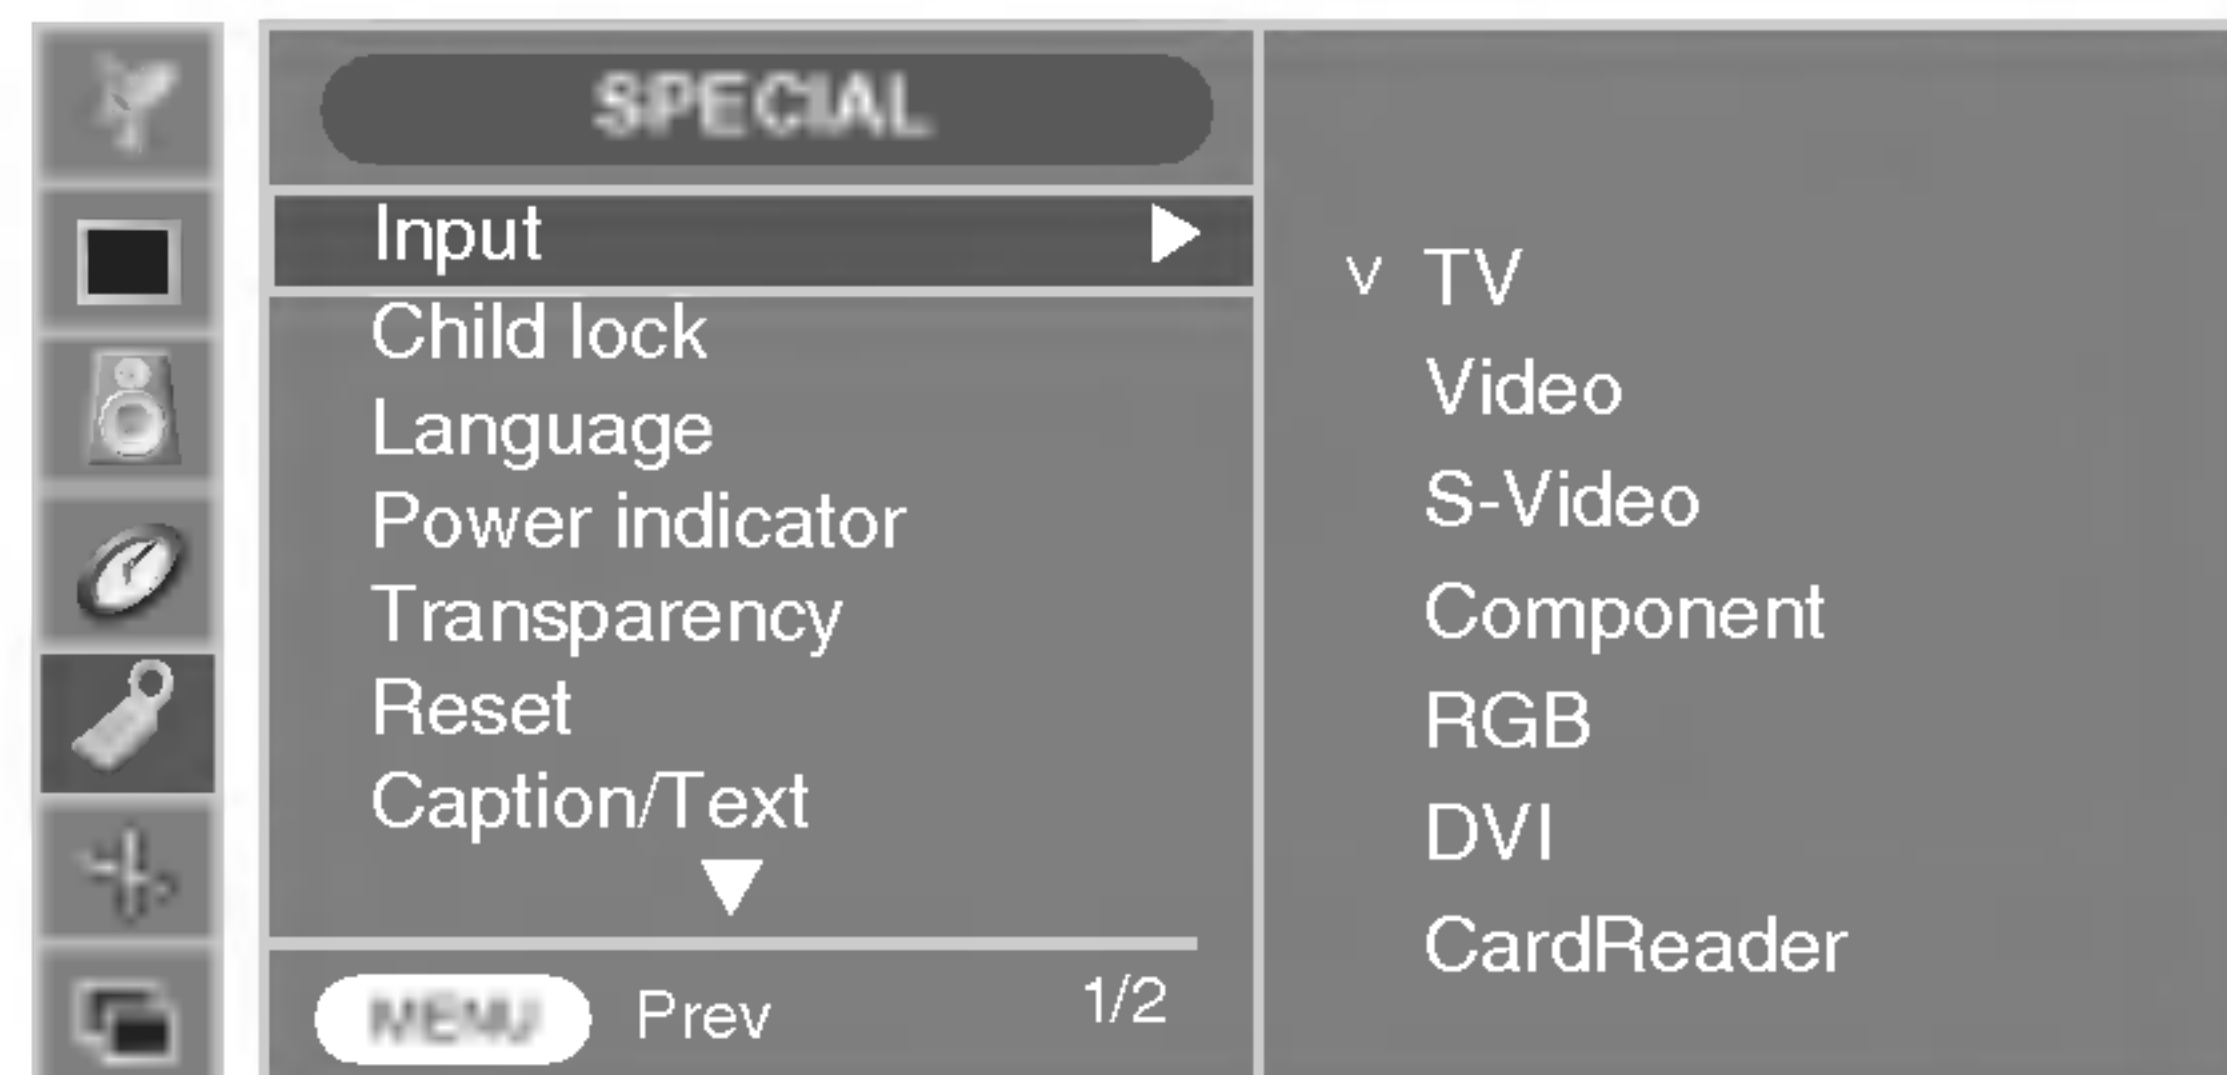 SPECIAL
Input
Child lock
Language
Power indicator
Transparency
Reset
Caption/Text
MENU Prev 1/2
v TV
Video
S-Video
Component
RGB
DVI
CardReader